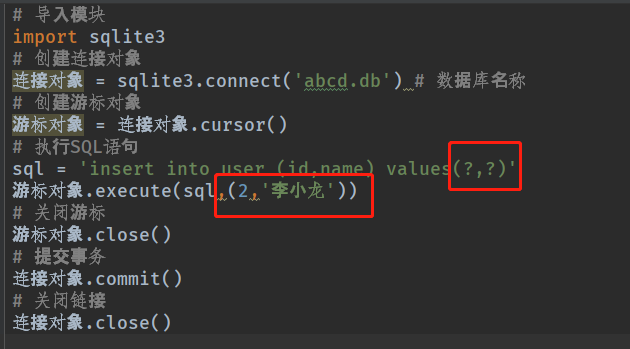 # 导入模块
import sqlite3
# 创建连接对象
连接对象 = sqlite3.connect('abcd.db') # 数据库名称
# 创建游标对象
游标对象 = 连接对象.cursor()
# 执行SQL语句
sql = 'insert into user (id,name) values(?,?)'
游标对象.execute(sql,(2,'李小龙'))
# 关闭游标
游标对象.close()
# 提交事务
连接对象.commit()
# 关闭链接
连接对象.close()